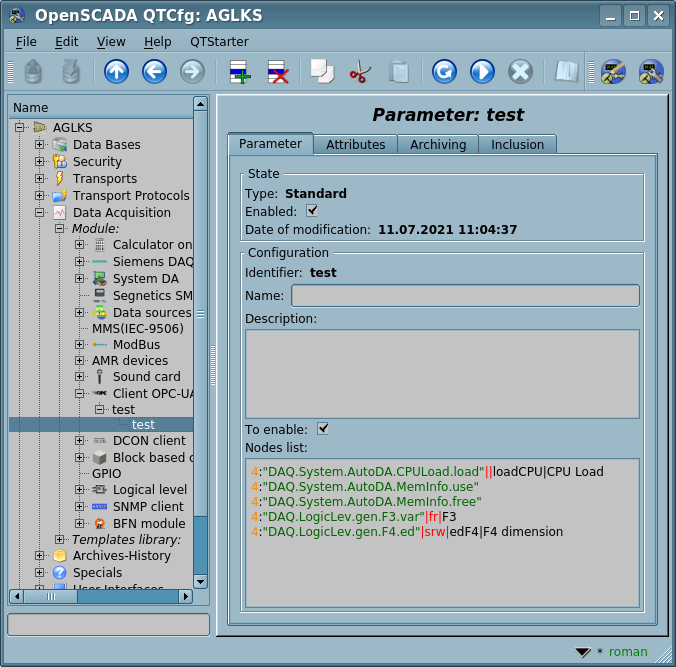 OpenSCADA QTCfg: AGLKS
File Edit View Help QTStarter
Name
AGLKS
Data Bases
Security
Transports
Transport Protocols
Data Acquisition
Module:
Calculator on
Siemens DAQ
System DA
Segnetics SM
Data sources
MMS(IEC-9506)
ModBus
AMR devices
Sound card
Client OPC-UA
test
test
DCON client
Block based c
GPIO
Logical level
SNMP client
BFN module
Templates library:
Archives-History
Specials
User Interfaces
Parameter: test
Parameter Attributes Archiving Inclusion
State
Type: Standard
Enabled:
Date of modification: 11.07.2021 11:04:37
Configuration
Identifier: test
Name:
Description:
To enable:
Nodes list:
4:"DAQ.System.AutoDA.CPULoad.load"||loadCPU|CPU Load
4:"DAQ.System.AutoDA.MemInfo.use"
4:"DAQ.System.AutoDA.MemInfo.free"
4:"DAQ.LogicLev.gen.F3.var"|fr|F3
4:"DAQ.LogicLev.gen.F4.ed"|srw|edF4|F4 dimension
* roman